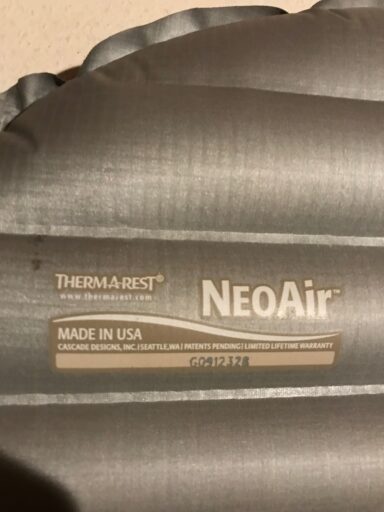 THERM-A-REST®
www.thermarest.com
NEOAIR™
MADE IN USA
CASCADE DESIGNS, INC. | SEATTLE, WA | PATENTS PENDING | LIMITED LIFETIME WARRANTY
G0912328